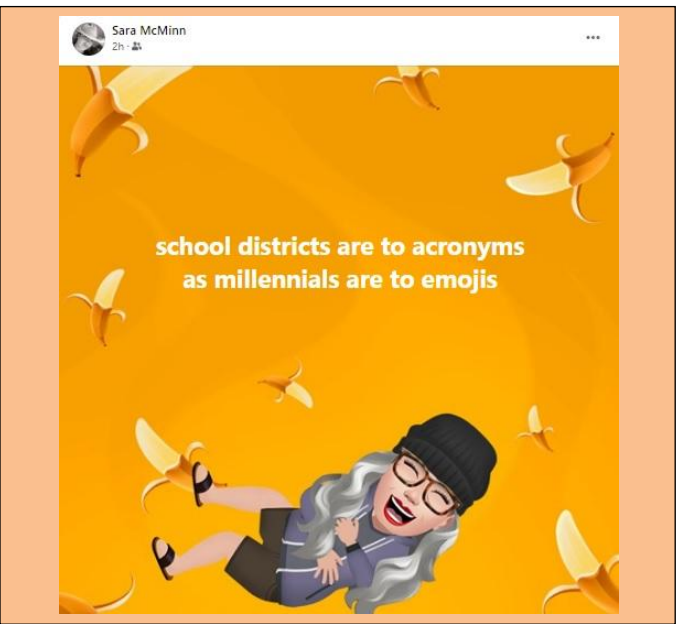 Sara McMinn
2h ·
school districts are to acronyms
as millennials are to emojis